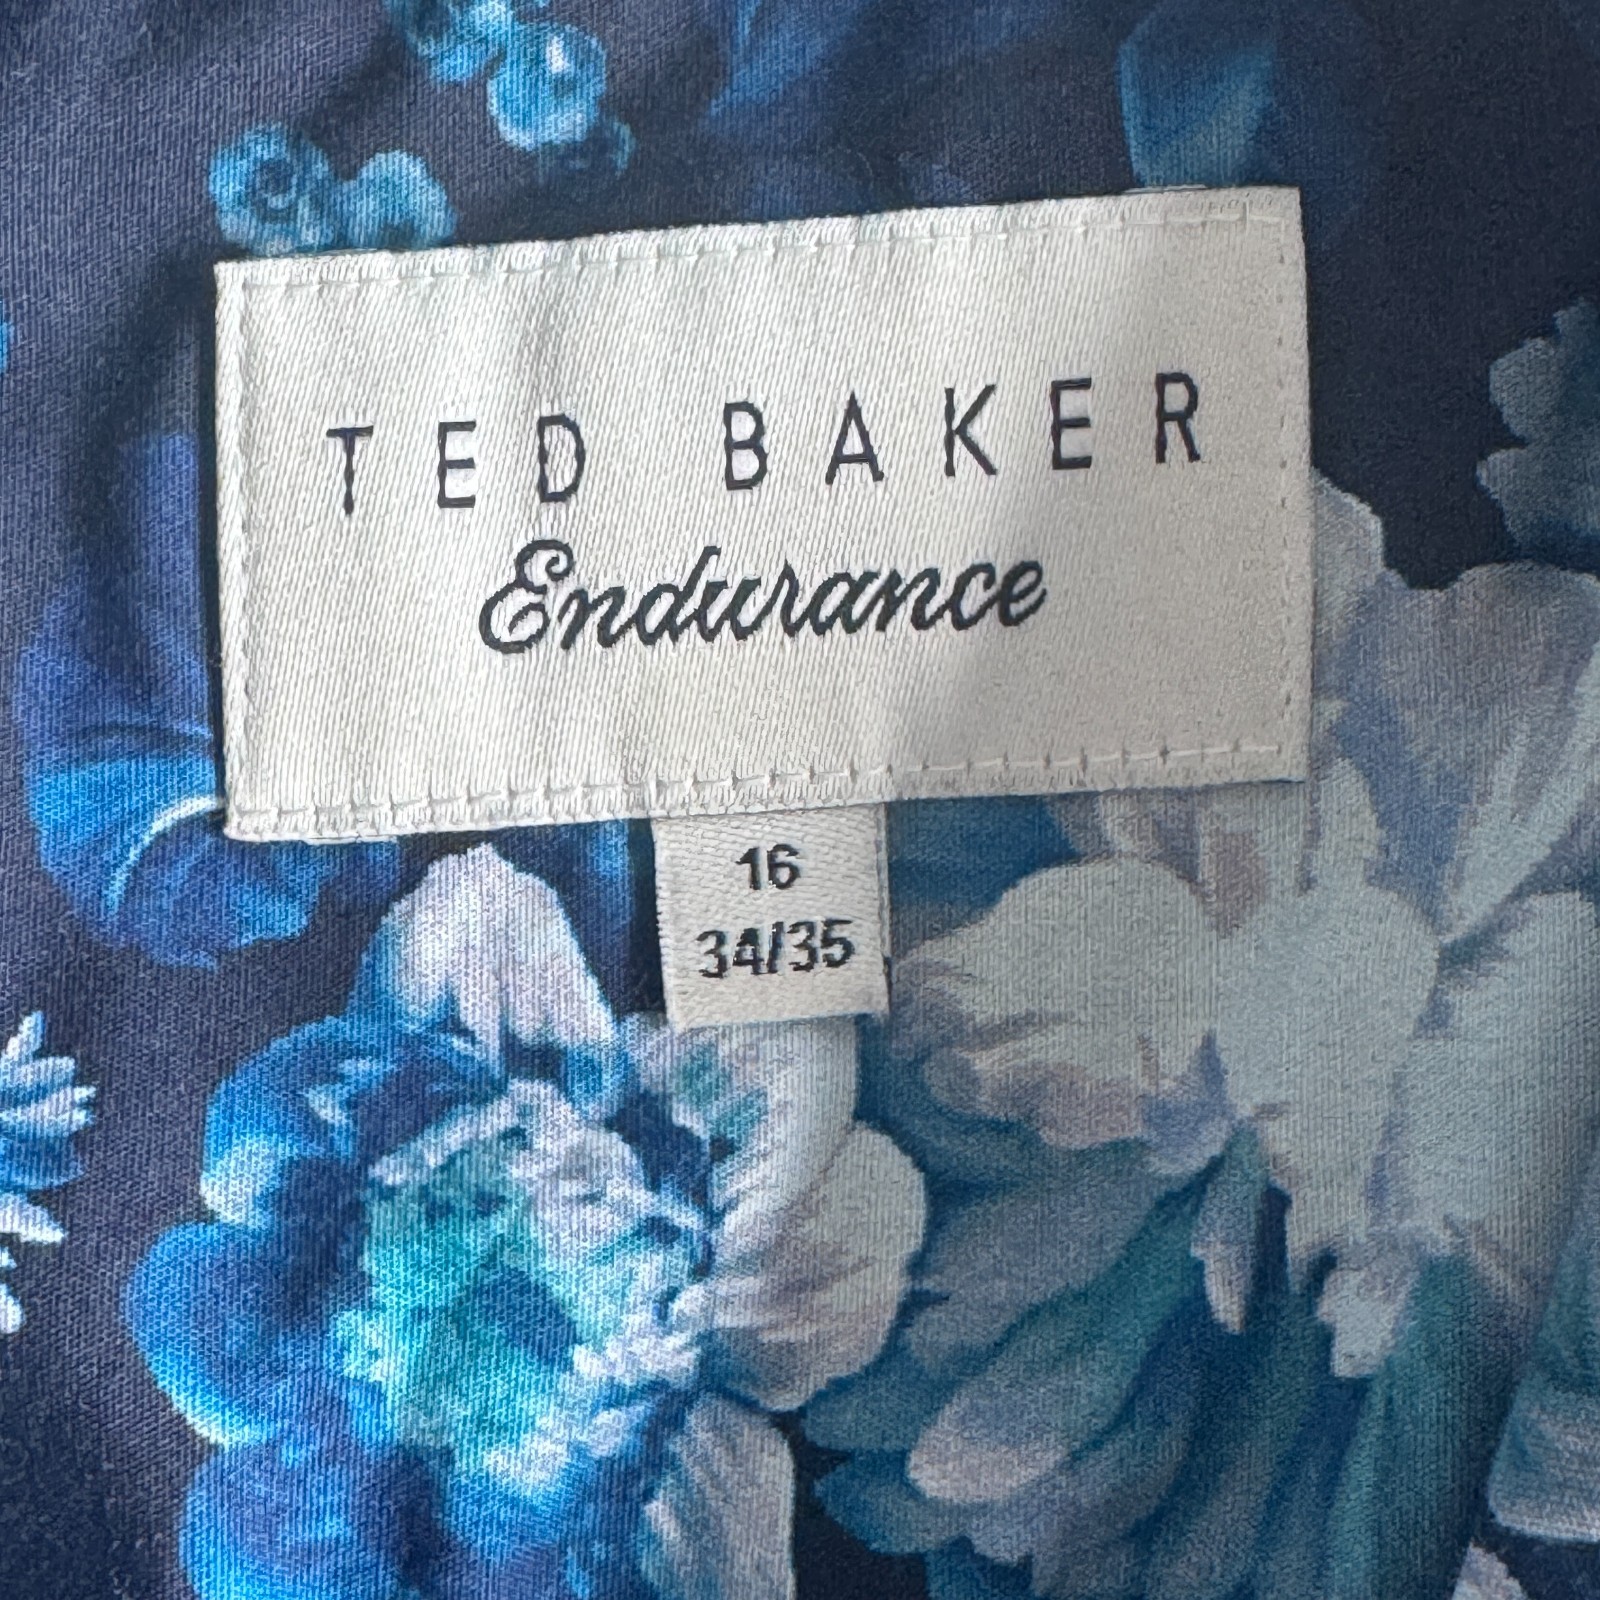 TED BAKER
Endurance
16
34/35